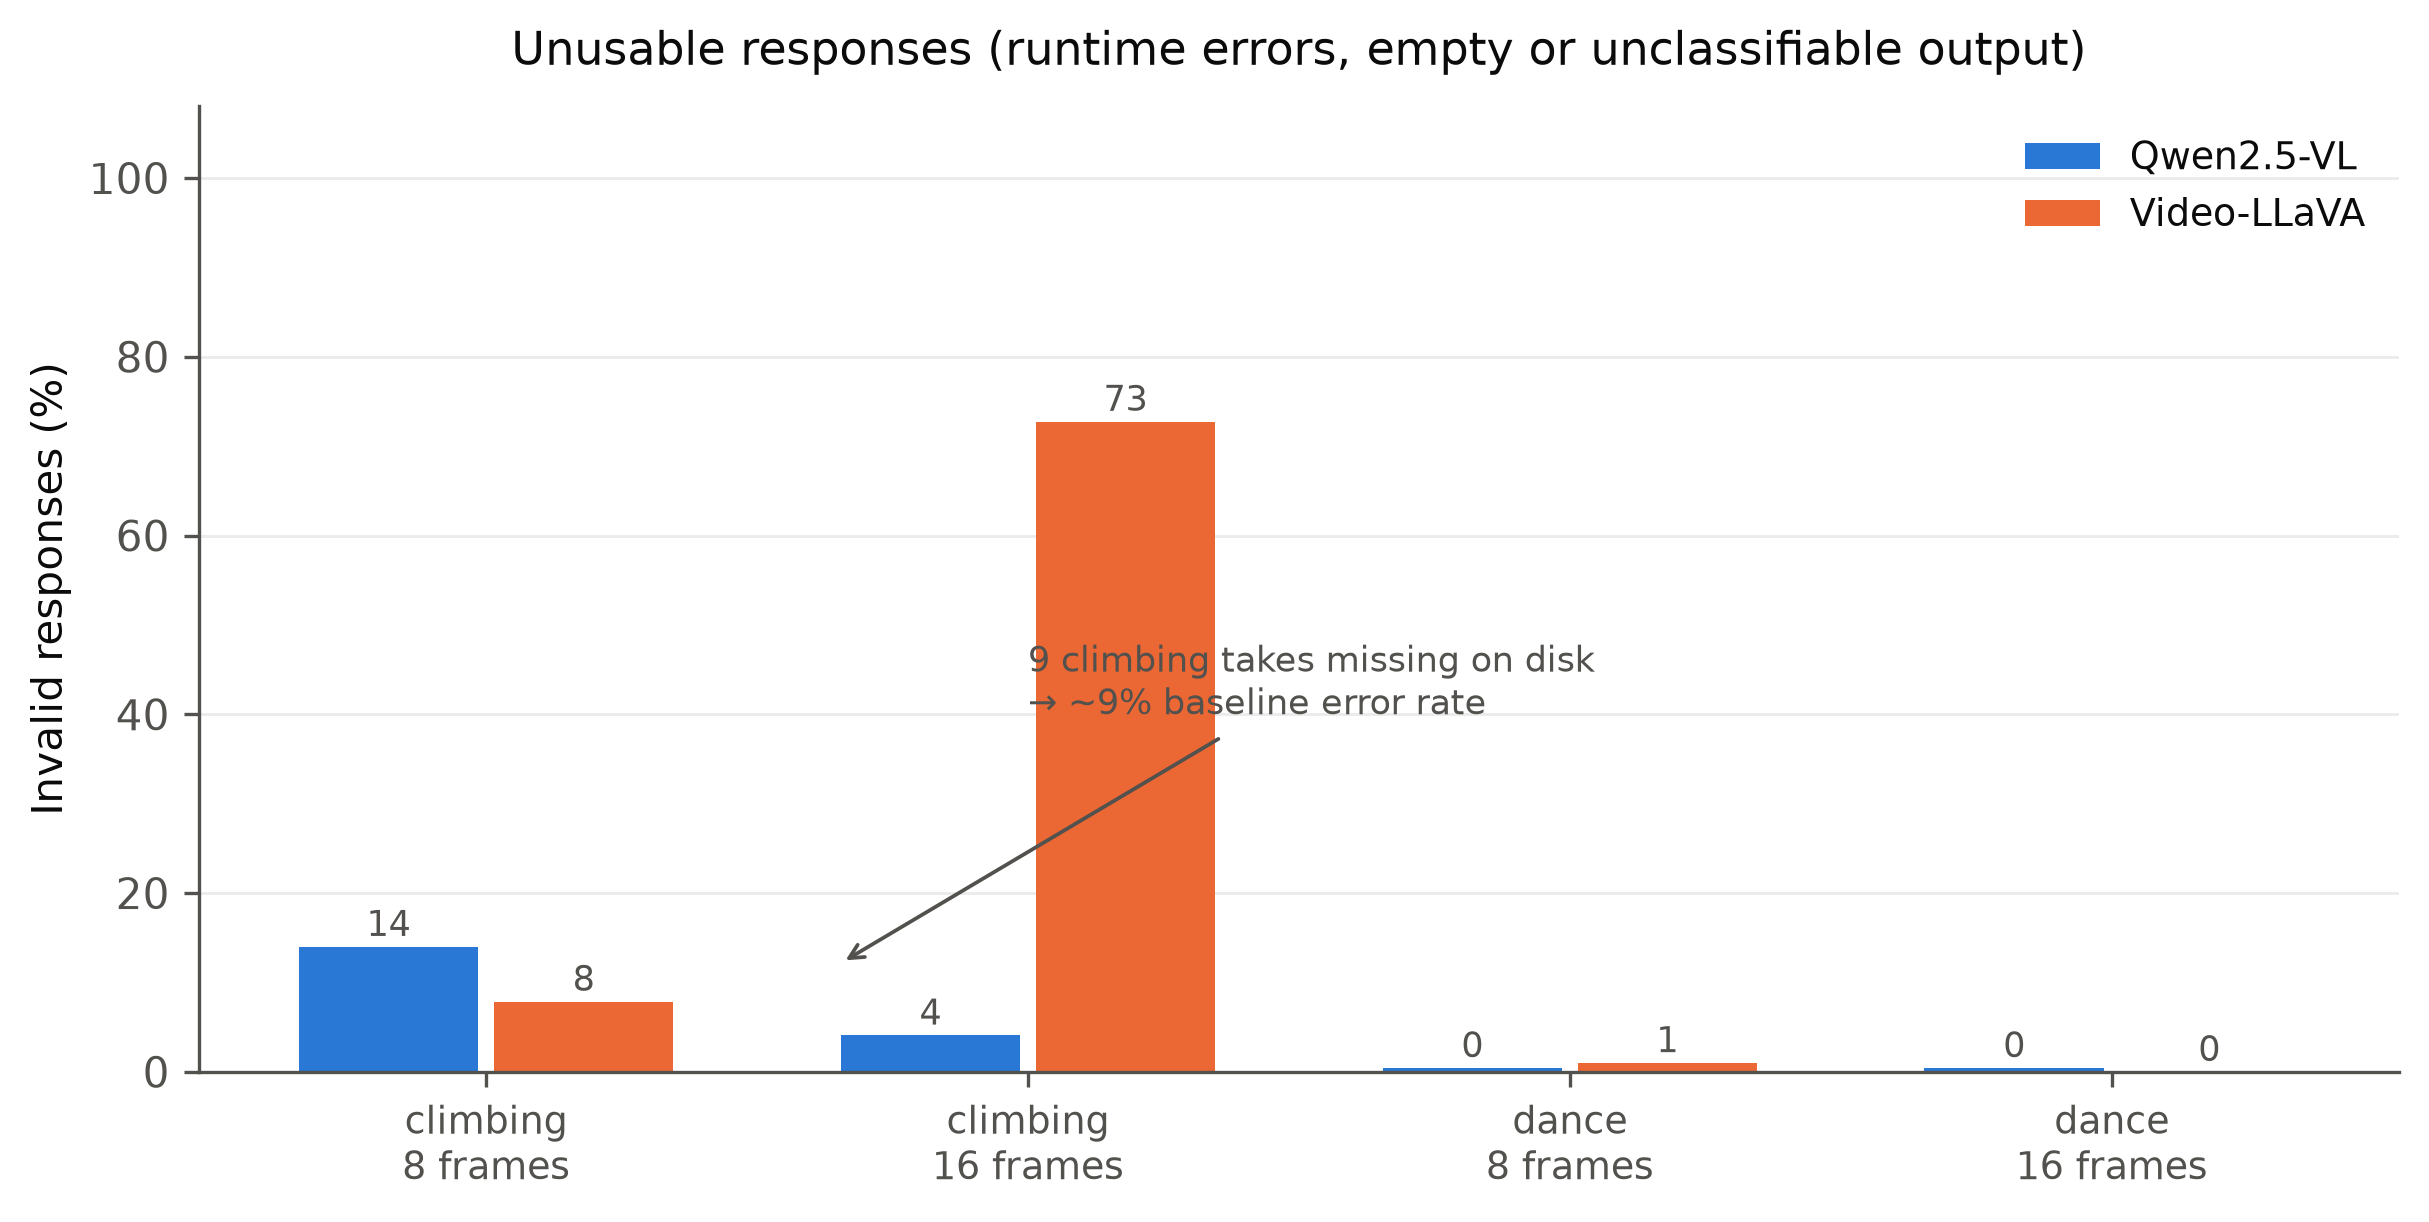 Unusable responses (runtime errors, empty or unclassifiable output)
Qwen2.5-VL
Video-LLaVA
Invalid responses (%)
100
80
60
40
20
0
14
8
4
73
0
1
0
0
9 climbing takes missing on disk
→ ~9% baseline error rate
climbing
8 frames
climbing
16 frames
dance
8 frames
dance
16 frames